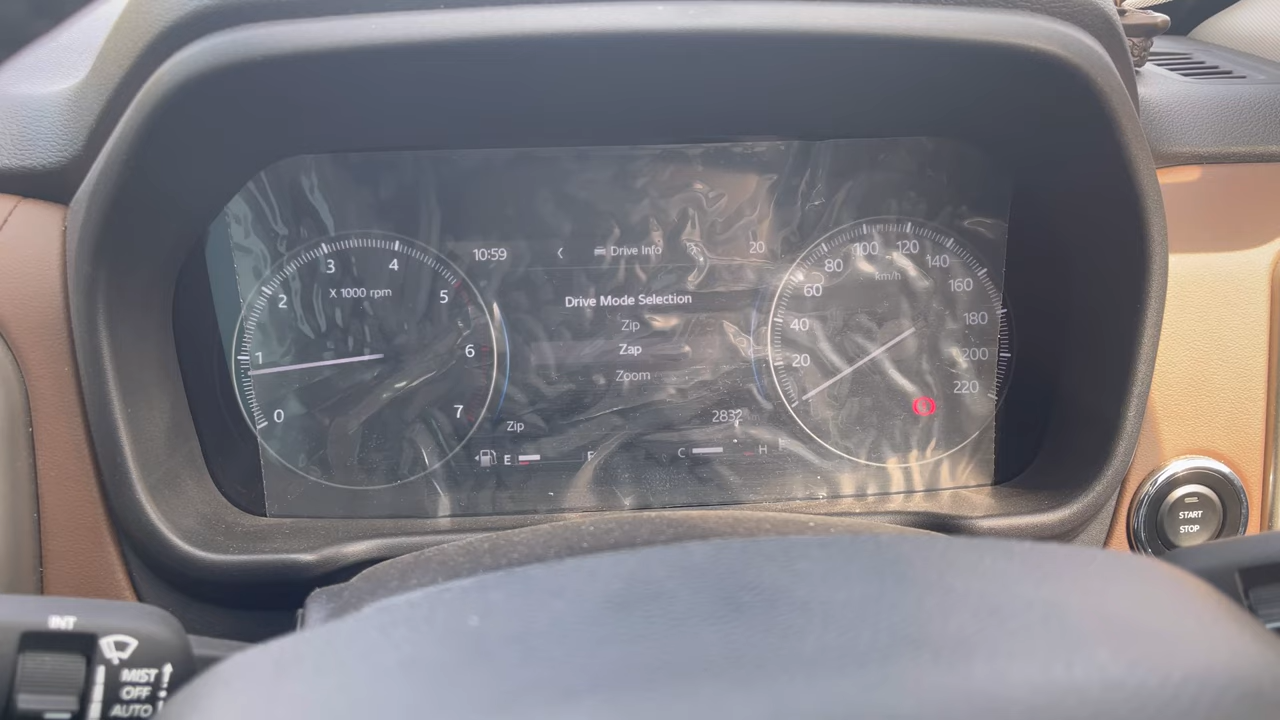 10:59
Drive Info
20
Drive Mode Selection
Zip
Zap
Zoom
Zip
2832
E
F
C
H
0
1
2
3
4
5
6
7
X 1000 rpm
20
40
60
80
100
120
140
160
180
200
220
km/h
START
STOP
INT
MIST
OFF
AUTO